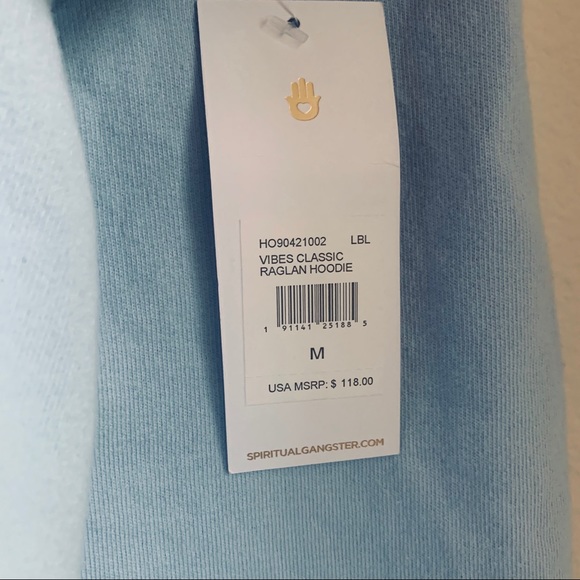 HO90421002 LBL
VIBES CLASSIC
RAGLAN HOODIE
1 91141 25188 5
M
USA MSRP: $ 118.00
SPIRITUALGANGSTER.COM